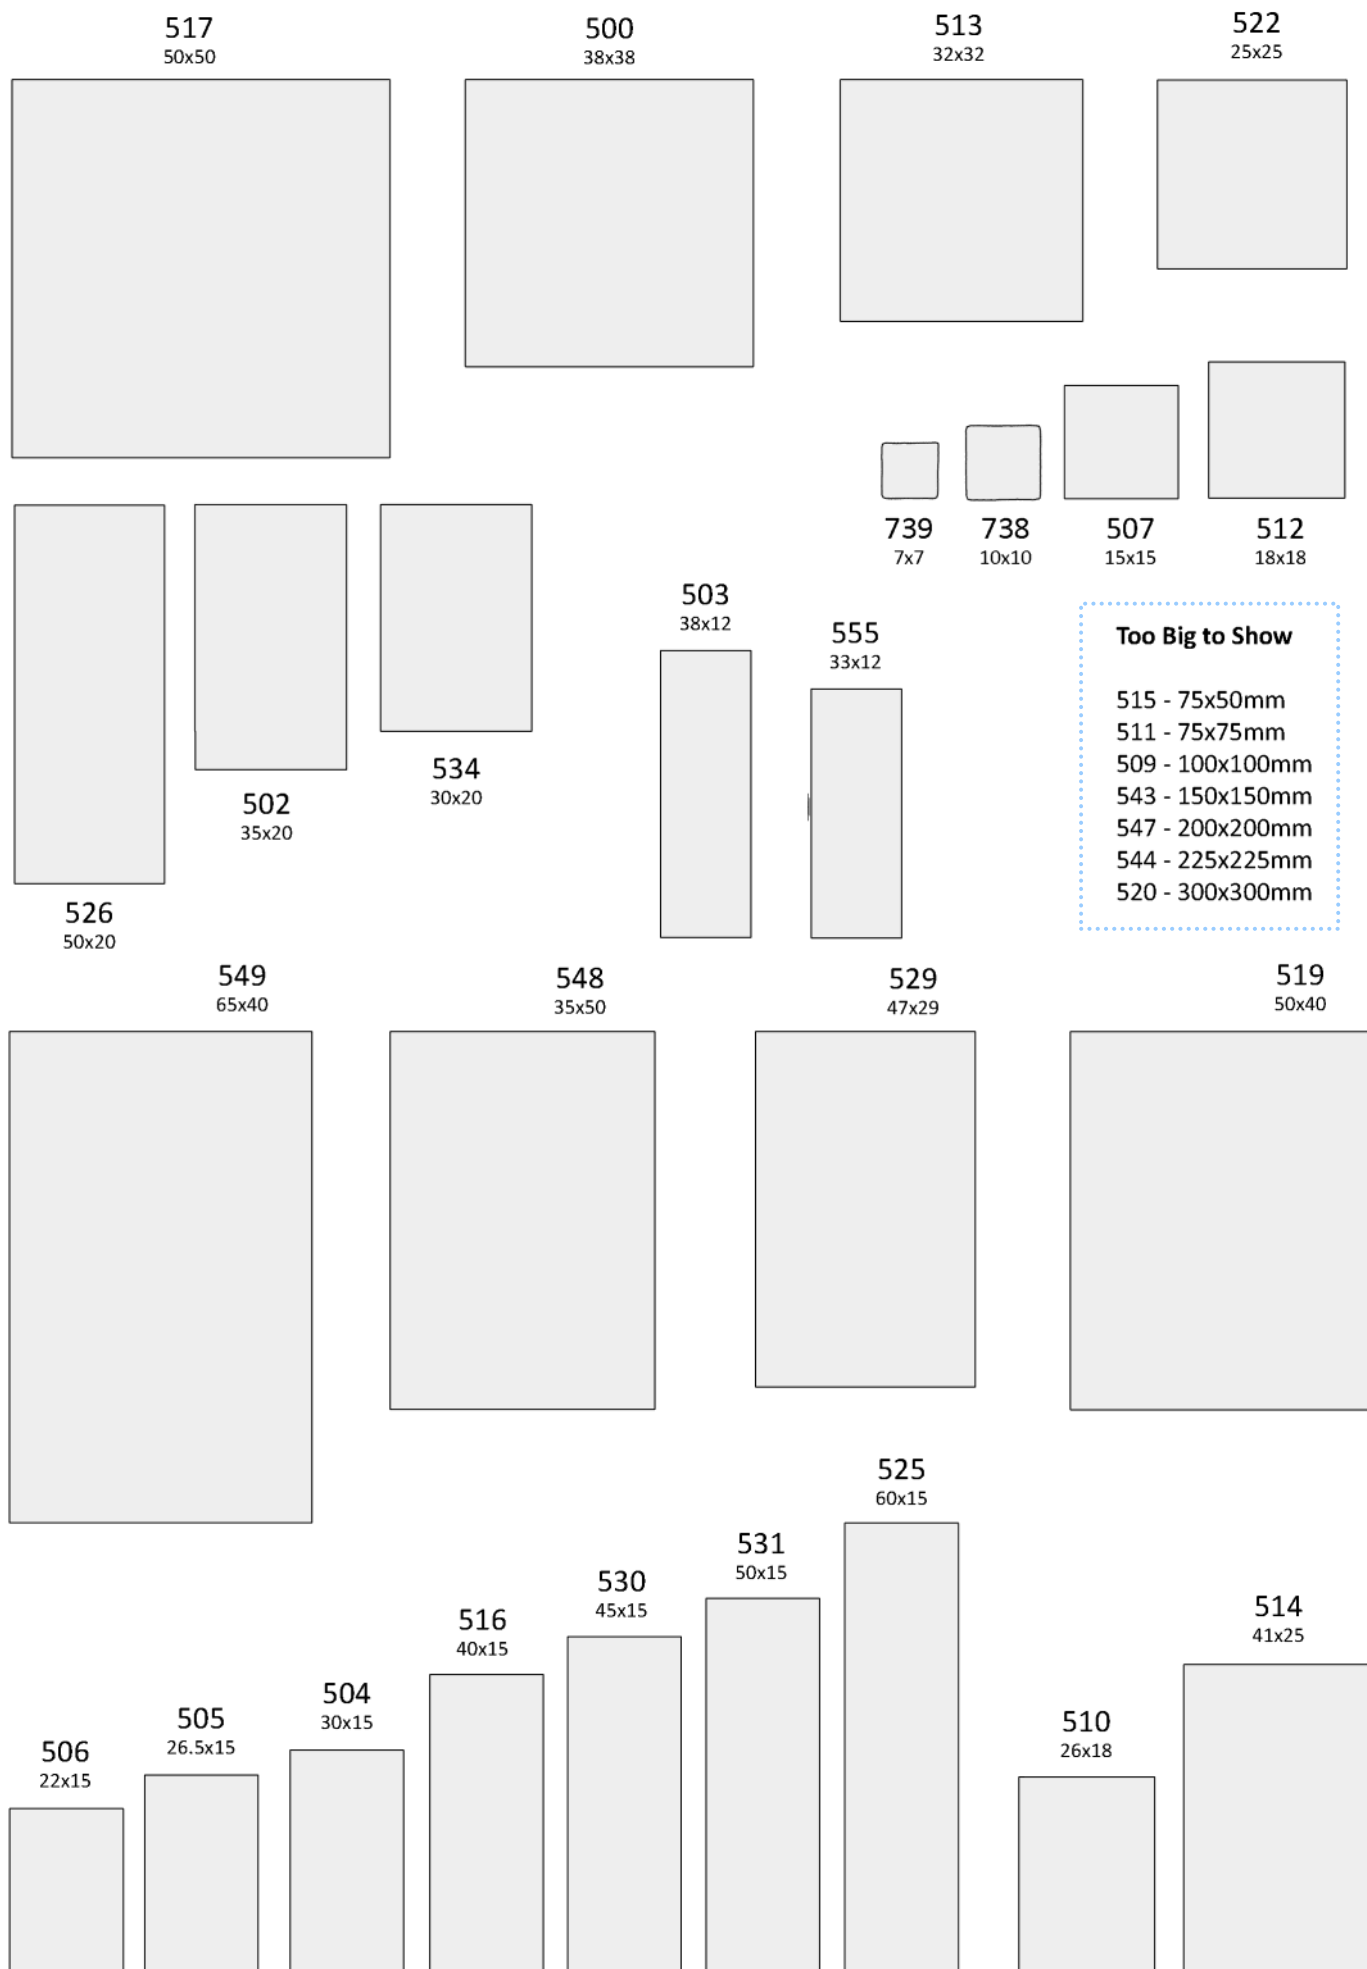 517
50x50
500
38x38
513
32x32
522
25x25
739
7x7
738
10x10
507
15x15
512
18x18
503
38x12
555
33x12
534
30x20
502
35x20
526
50x20
Too Big to Show
515 - 75x50mm
511 - 75x75mm
509 - 100x100mm
543 - 150x150mm
547 - 200x200mm
544 - 225x225mm
520 - 300x300mm
549
65x40
548
35x50
529
47x29
519
50x40
506
22x15
505
26.5x15
504
30x15
516
40x15
530
45x15
531
50x15
525
60x15
510
26x18
514
41x25